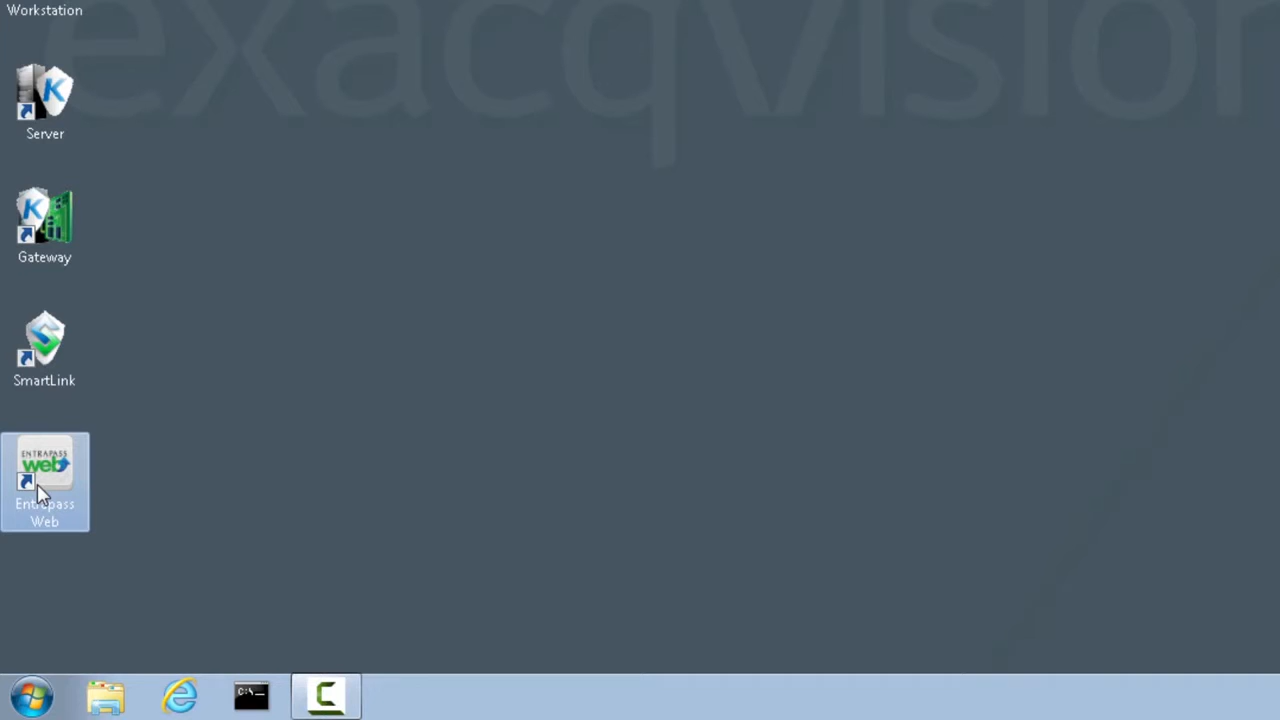 exacqvision
Workstation
K
Server
K
Gateway
SmartLink
ENTRAPASS
web
Entrapass
Web
C:\_
C